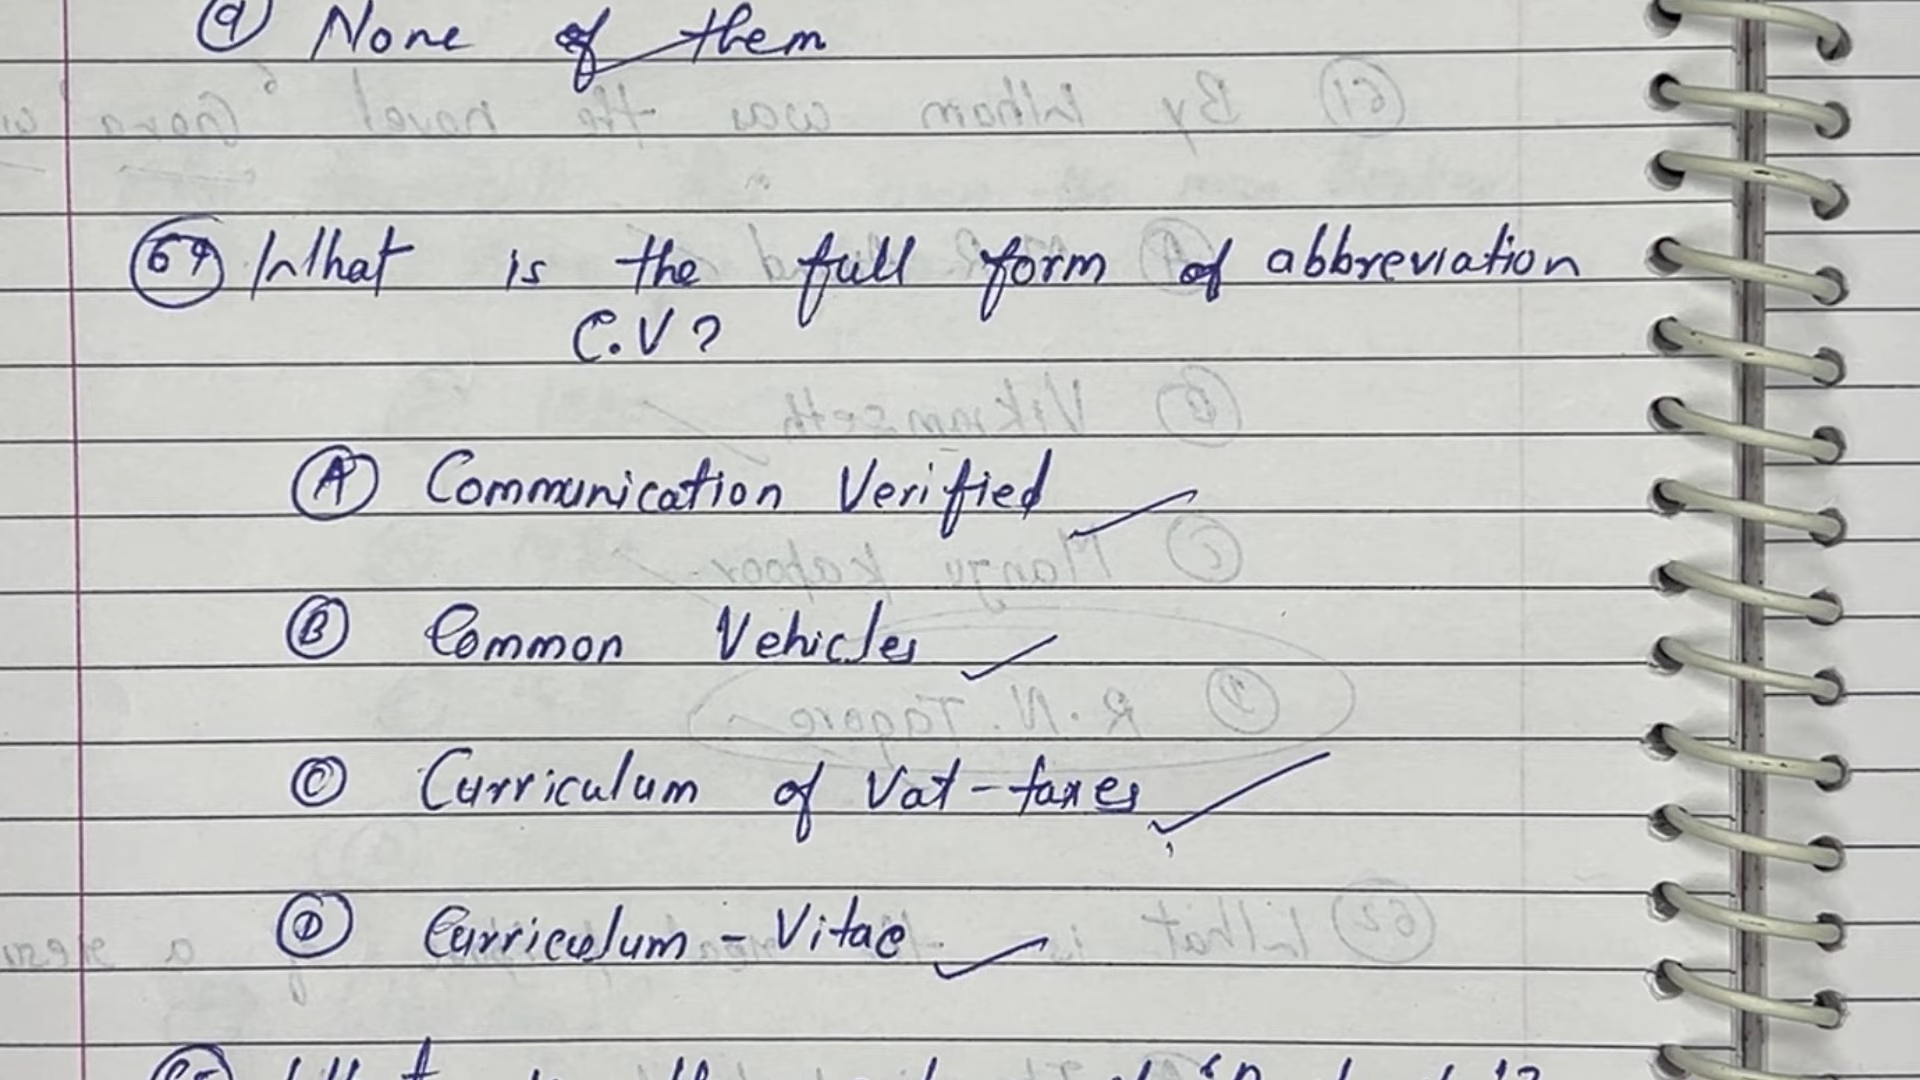 d None of them
64 What is the full form of abbreviation
C.V?
A Communication Verified
B Common Vehicles
C Curriculum of Vat-taxes
D Curriculum - Vitae